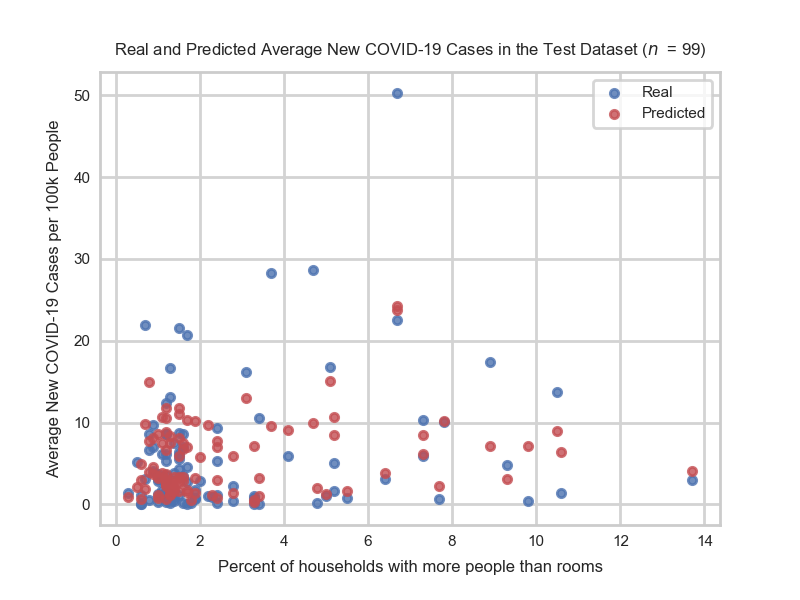 Real and Predicted Average New COVID-19 Cases in the Test Dataset (n = 99)
Real
Predicted
Average New COVID-19 Cases per 100k People
50
40
30
20
10
0
0 2 4 6 8 10 12 14
Percent of households with more people than rooms